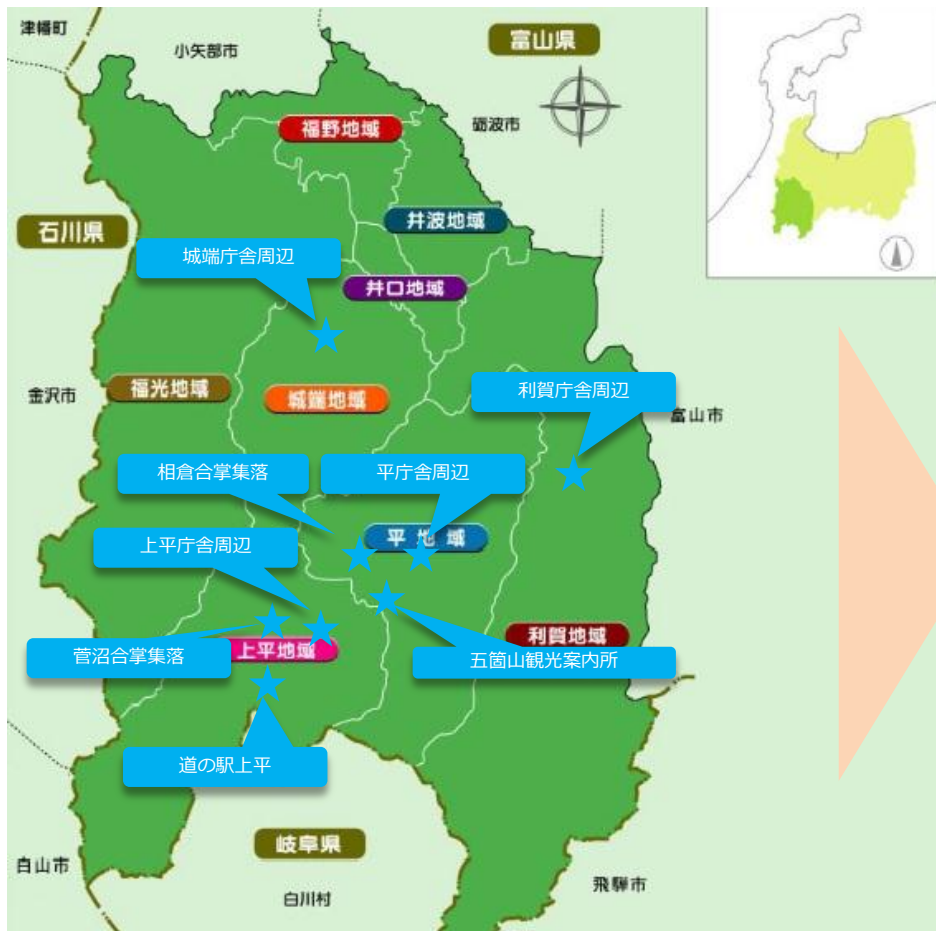 津幡町
小矢部市
富山県
福野地域
砺波市
井波地域
石川県
城端庁舎周辺
井口地域
福光地域
城端地域
利賀庁舎周辺
金沢市
富山市
相倉合掌集落
平庁舎周辺
平地域
上平庁舎周辺
利賀地域
上平地域
菅沼合掌集落
五箇山観光案内所
道の駅上平
岐阜県
白山市
飛騨市
白川村